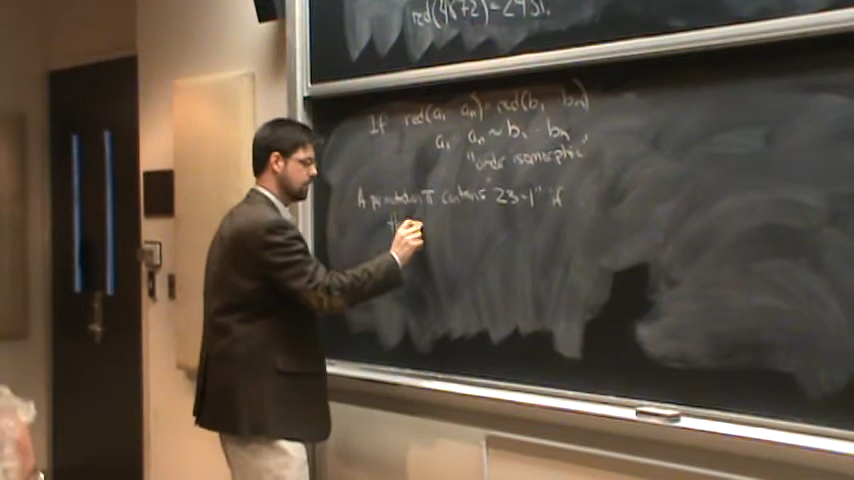 red(4672)=2431.
If red(a₁ aₙ)=red(b₁ bₙ)
a₁ aₙ ~ b₁ bₙ,
"order isomorphic"
A permutation π contains 23-1" if